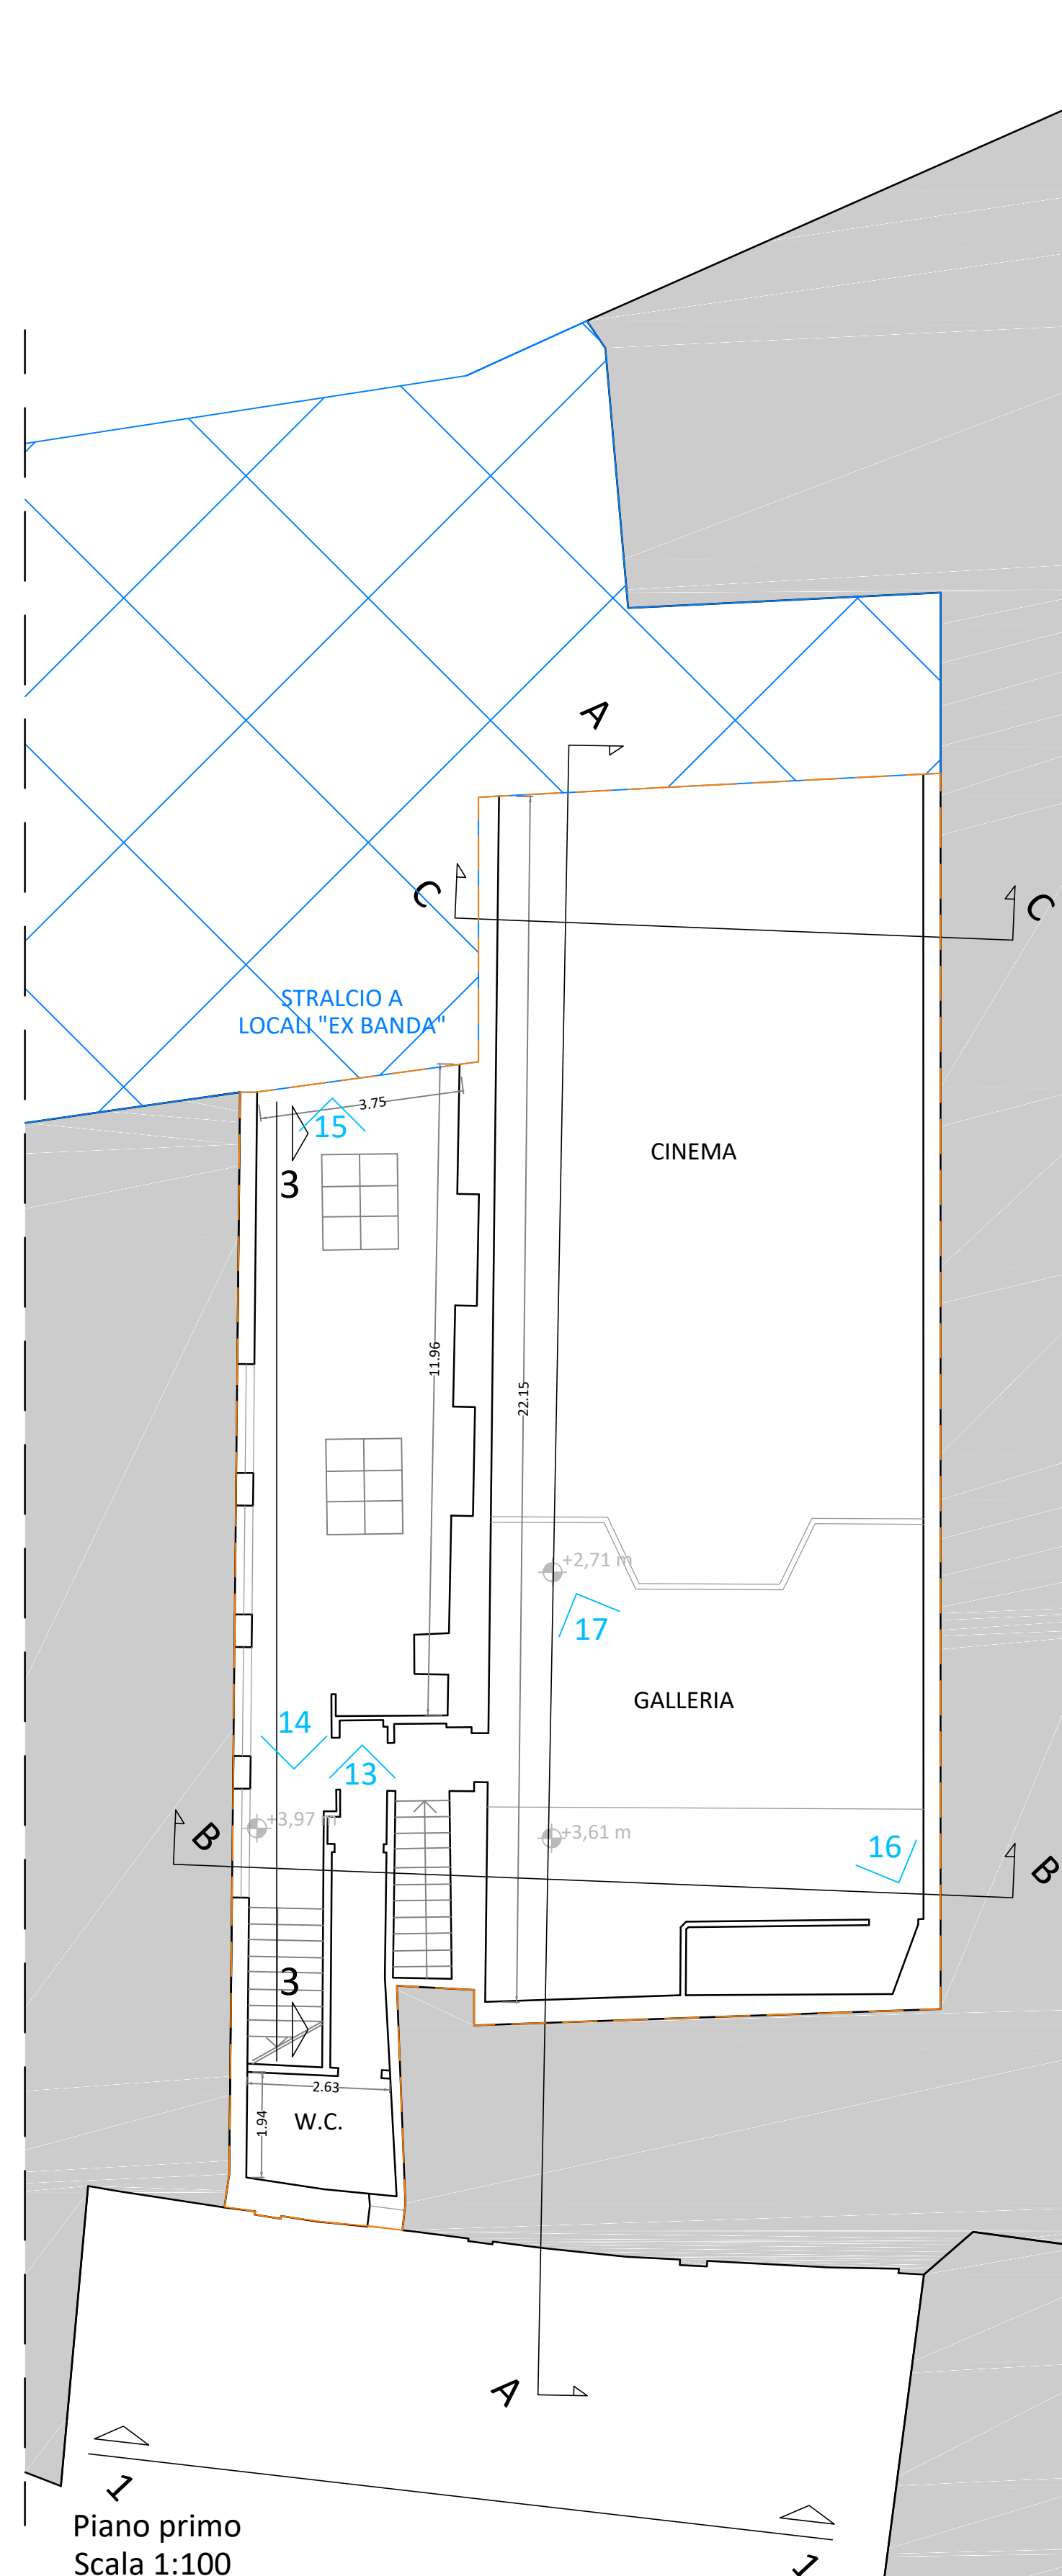 A
C
C
STRALCIO A
LOCALI "EX BANDA"
3.75
15
3
CINEMA
11.96
22.15
+2,71 m
17
GALLERIA
14
13
+3,97 m
+3,61 m
16
B
B
3
2.63
1.94
W.C.
A
1
Piano primo
Scala 1:100
1